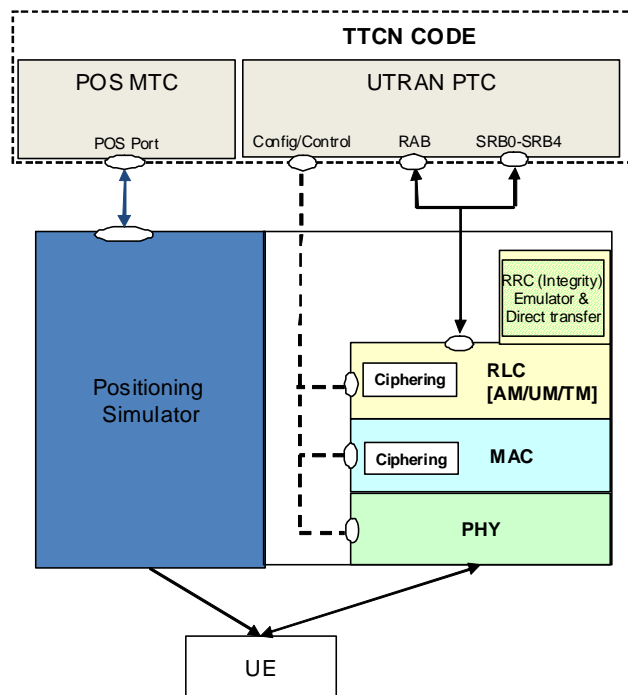 TTCN CODE
POS MTC
UTRAN PTC
POS Port
Config/Control
RAB
SRB0-SRB4
RRC (Integrity)
Emulator &
Direct transfer
Positioning
Simulator
Ciphering
RLC
[AM/UM/TM]
Ciphering
MAC
PHY
UE